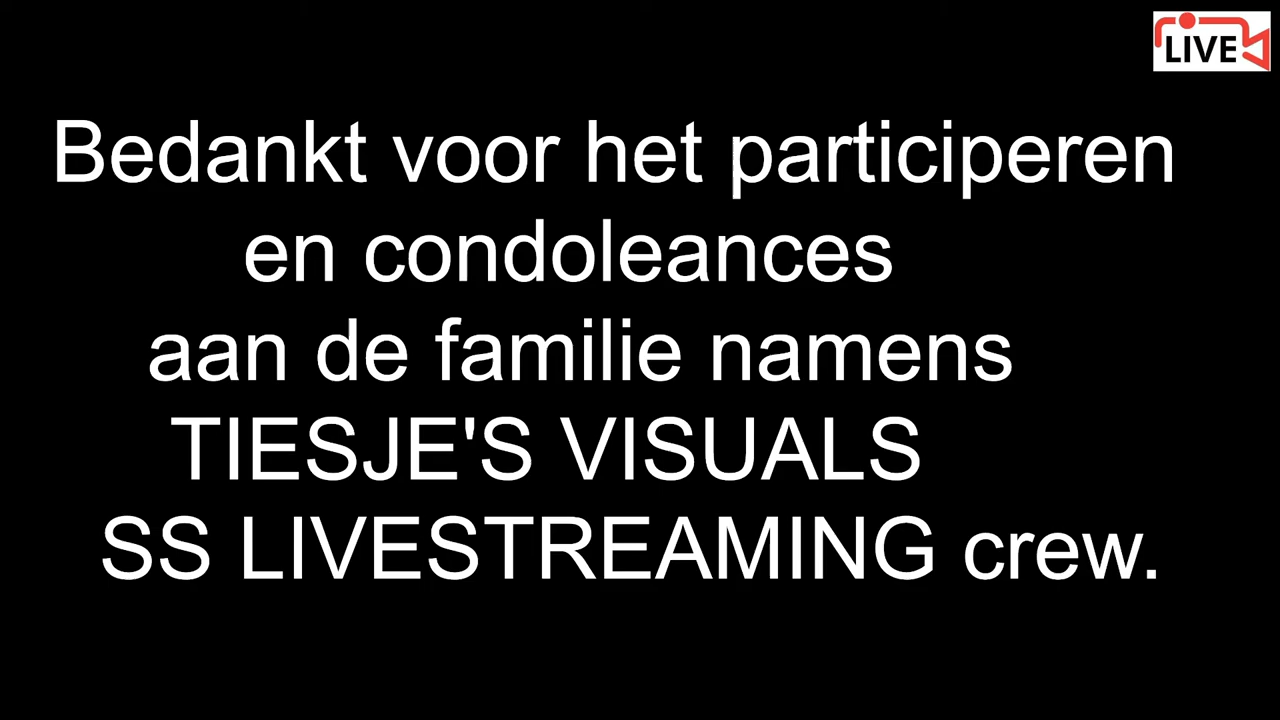 LIVE
Bedankt voor het participeren
en condoleances
aan de familie namens
TIESJE'S VISUALS
SS LIVESTREAMING crew.